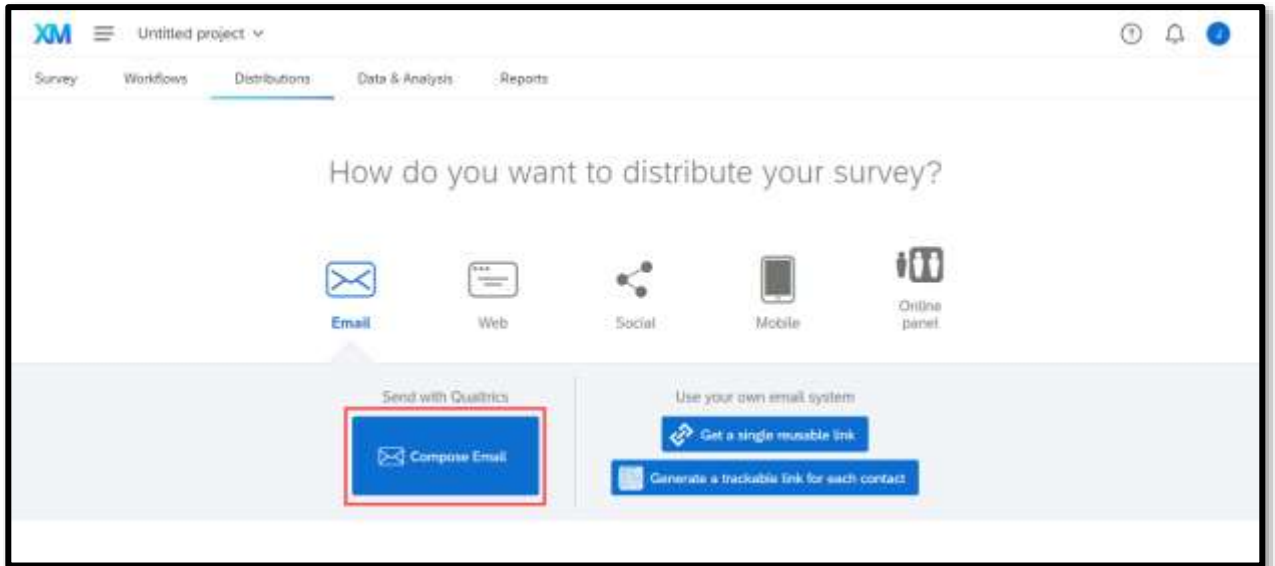 XM Untitled project
Survey Workflows Distributions Data & Analysis Reports
How do you want to distribute your survey?
Email Web Social Mobile Online
panel
Send with Qualtrics Use your own email system
Compose Email
Get a single reusable link
Generate a trackable link for each contact